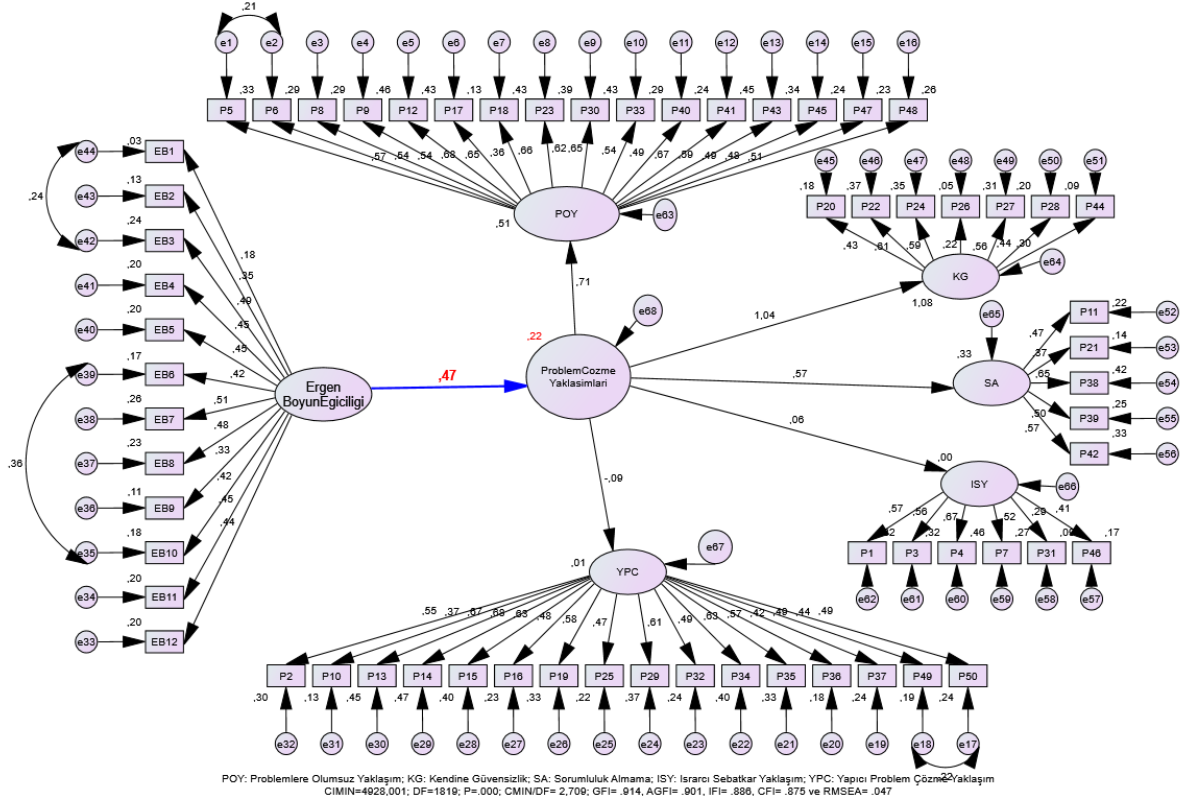 ,21
e1 e2 e3 e4 e5 e6 e7 e8 e9 e10 e11 e12 e13 e14 e15 e16
,33 ,29 ,29 ,46 ,43 ,13 ,43 ,39 ,43 ,29 ,24 ,45 ,34 ,24 ,23 ,26
P5 P6 P8 P9 P12 P17 P18 P23 P30 P33 P40 P41 P43 P45 P47 P48
,57 ,54 ,54 ,68 ,65 ,36 ,66 ,62 ,65 ,54 ,49 ,67 ,59 ,49 ,48 ,51
POY
,51
e63
,71
e44 ,03 EB1
e43 ,13 EB2
,24
e42 ,24 EB3
e41 ,20 EB4
e40 ,20 EB5
e39 ,17 EB6
e38 ,26 EB7
e37 ,23 EB8
,36
e36 ,11 EB9
e35 ,18 EB10
e34 ,20 EB11
e33 ,20 EB12
,18
,35
,49
,45
,45
,42
,51
,48
,33
,42
,45
,44
Ergen
BoyunEgiciligi
,47
,22
e68
ProblemCozme
Yaklasimlari
e45 e46 e47 e48 e49 e50 e51
,18 ,37 ,35 ,05 ,31 ,20 ,09
P20 P22 P24 P26 P27 P28 P44
,43 ,61 ,59 ,22 ,56 ,44 ,30
e64
KG
1,04
1,08
e65
,33
SA
,57
,47 P11 ,22 e52
,37 P21 ,14 e53
,65 P38 ,42 e54
,50 P39 ,25 e55
,57 P42 ,33 e56
,06
,00
ISY
e66
,57 ,56 ,67 ,52 ,29 ,41
,32 ,46 ,27 ,17
P1 P3 P4 P7 P31 P46
e62 e61 e60 e59 e58 e57
-,09
,01
YPC
e67
,55 ,37 ,67 ,68 ,63 ,48 ,58 ,47 ,61 ,49 ,63 ,57 ,42 ,49 ,44 ,49
P2 P10 P13 P14 P15 P16 P19 P25 P29 P32 P34 P35 P36 P37 P49 P50
,30 ,13 ,45 ,47 ,40 ,23 ,33 ,22 ,37 ,24 ,40 ,33 ,18 ,24 ,19 ,24
e32 e31 e30 e29 e28 e27 e26 e25 e24 e23 e22 e21 e20 e19 e18 e17
,22
POY: Problemlere Olumsuz Yaklaşım; KG: Kendine Güvensizlik; SA: Sorumluluk Almama; ISY: Israrcı Sebatkar Yaklaşım; YPC: Yapıcı Problem Çözme Yaklaşım
CIMIN=4928,001; DF=1819; P=,000; CMIN/DF= 2,709; GFI= ,914, AGFI= ,901, IFI= ,886, CFI= ,875 ve RMSEA= ,047